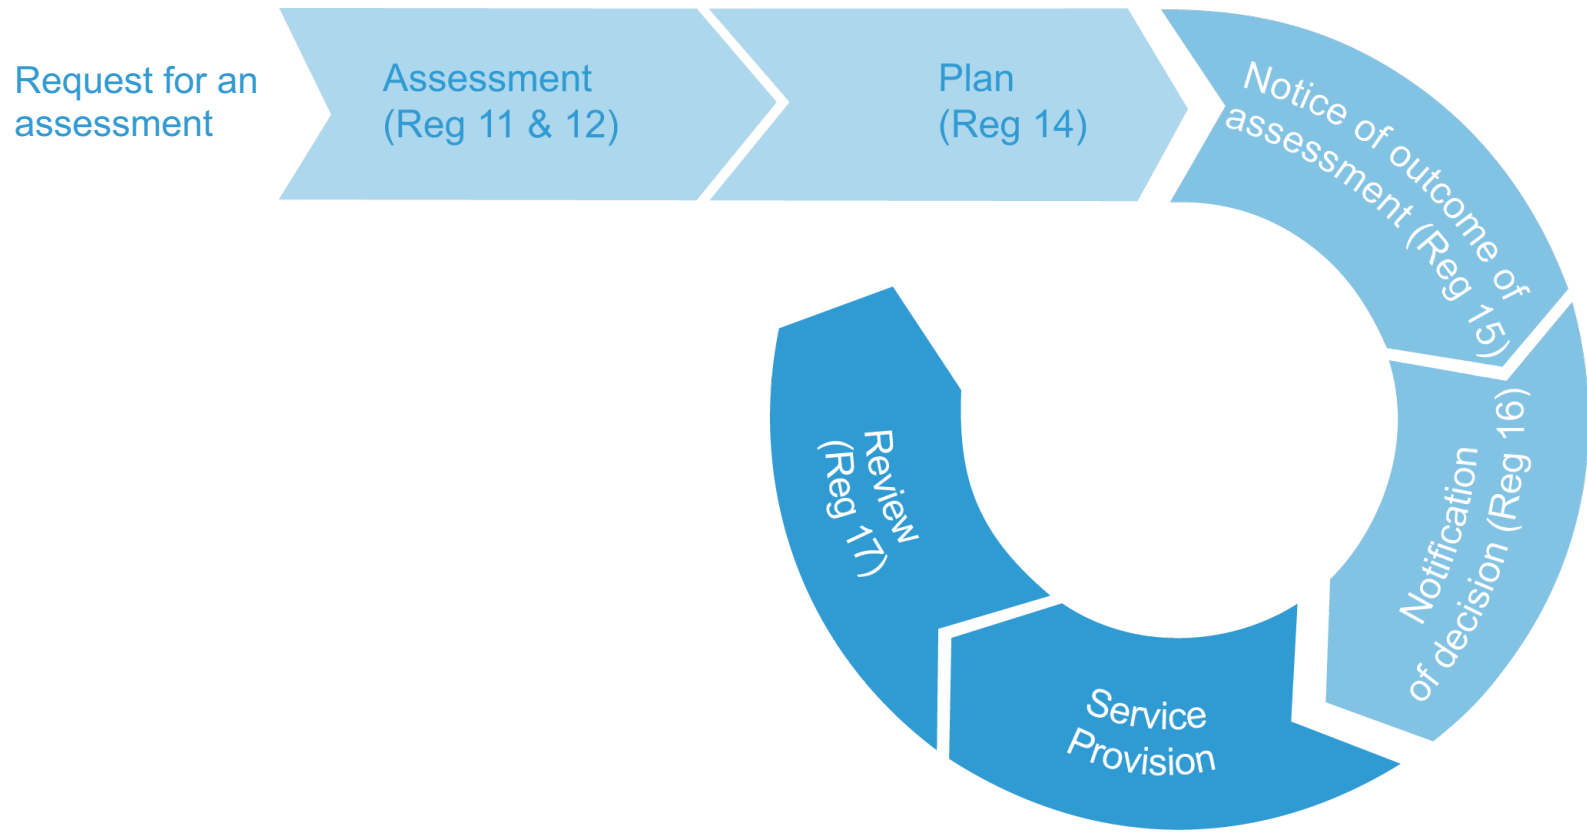 Request for an
assessment
Assessment
(Reg 11 & 12)
Plan
(Reg 14)
Notice of outcome of
assessment (Reg 15)
Notification
of decision (Reg 16)
Service
Provision
Review
(Reg 17)